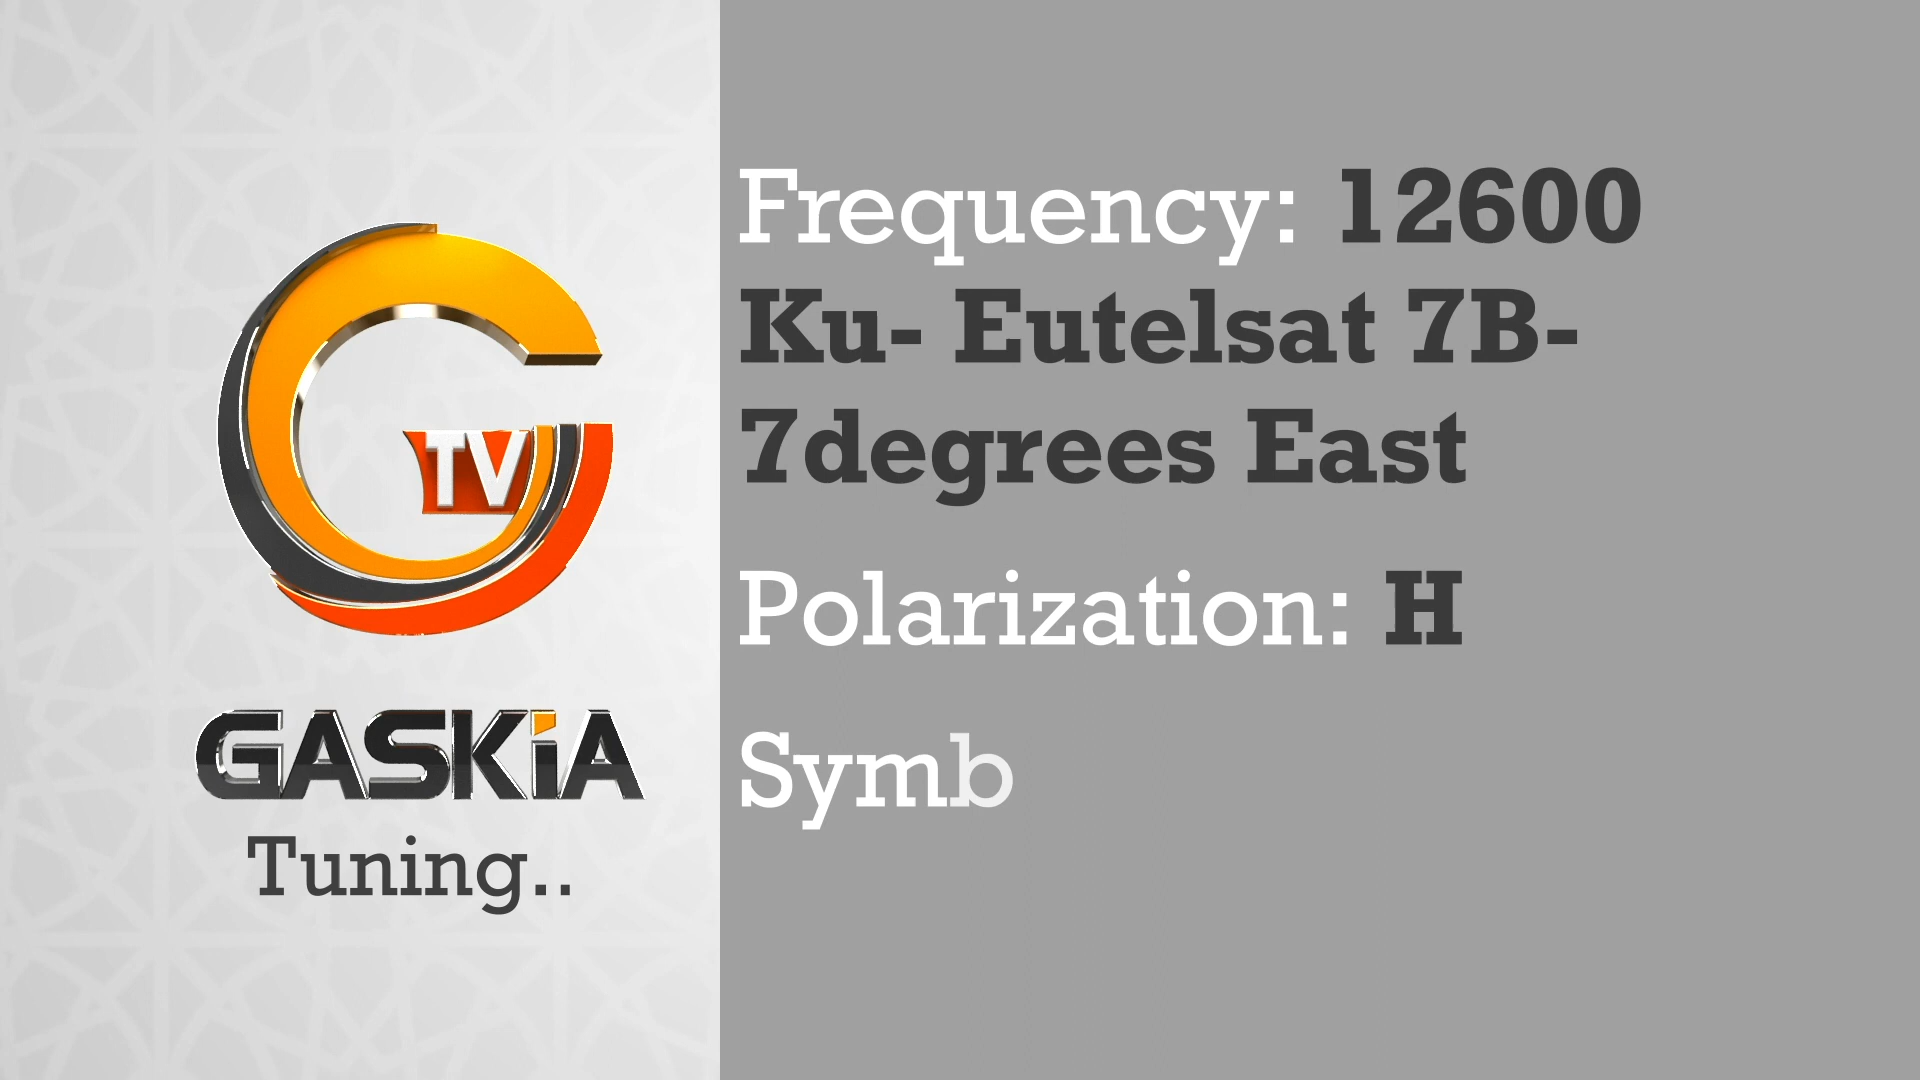 TV
GASKiA
Tuning..
Frequency: 12600
Ku- Eutelsat 7B-
7degrees East
Polarization: H
Symb